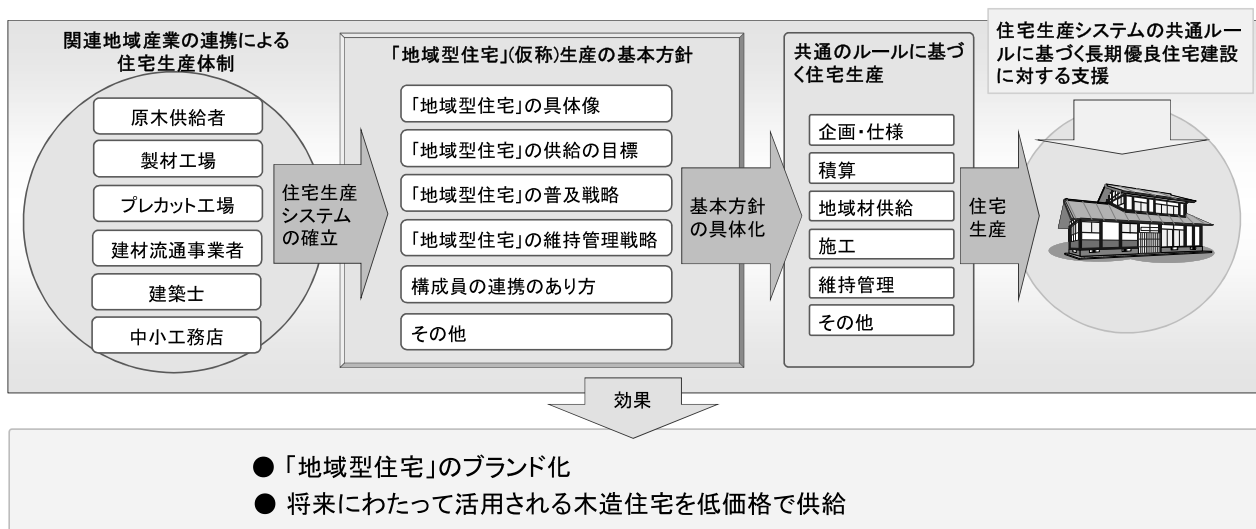 関連地域産業の連携による
住宅生産体制
原木供給者
製材工場
プレカット工場
建材流通事業者
建築士
中小工務店
住宅生産
システム
の確立
「地域型住宅」(仮称)生産の基本方針
「地域型住宅」の具体像
「地域型住宅」の供給の目標
「地域型住宅」の普及戦略
「地域型住宅」の維持管理戦略
構成員の連携のあり方
その他
基本方針
の具体化
共通のルールに基づ
く住宅生産
企画・仕様
積算
地域材供給
施工
維持管理
その他
住宅
生産
住宅生産システムの共通ルー
ルに基づく長期優良住宅建設
に対する支援
効果
● 「地域型住宅」のブランド化
● 将来にわたって活用される木造住宅を低価格で供給